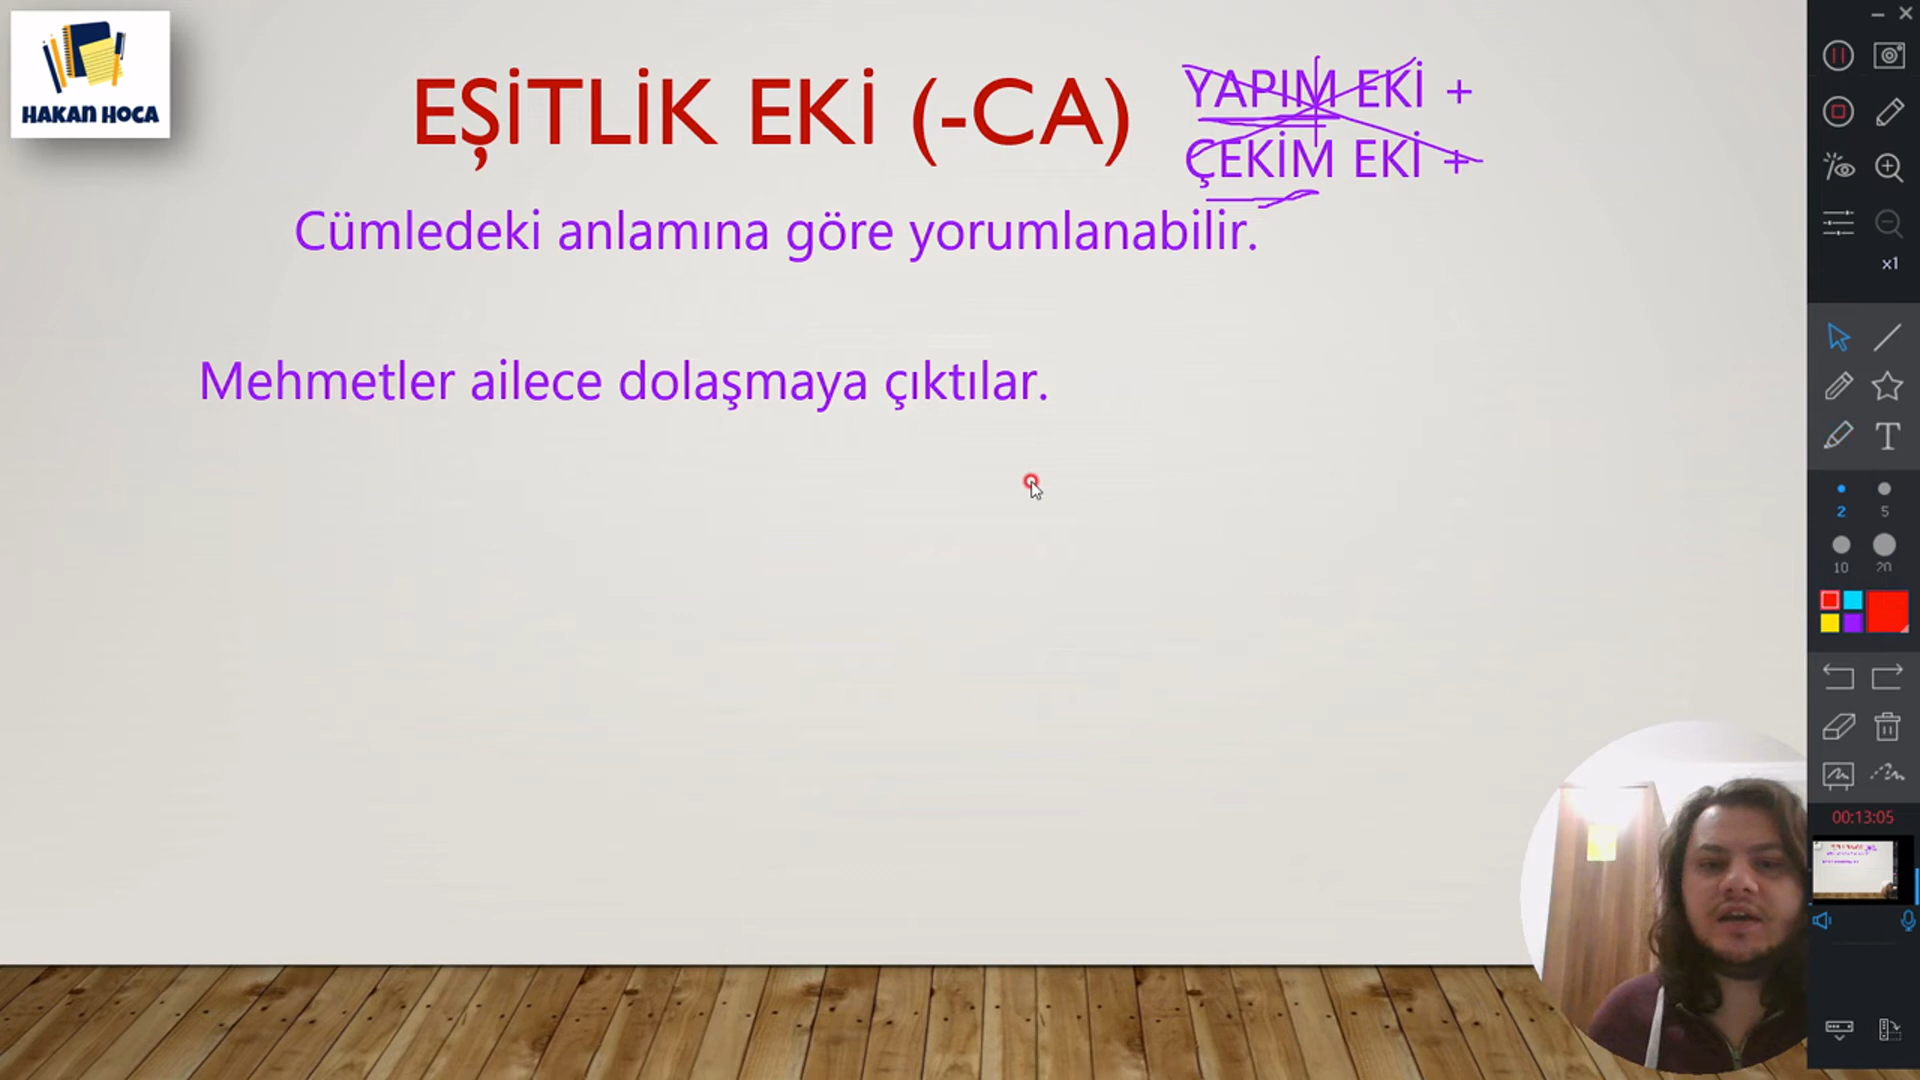 HAKAN HOCA
EŞİTLİK EKİ (-CA)
YAPIM EKİ +
ÇEKİM EKİ +
Cümledeki anlamına göre yorumlanabilir.
Mehmetler ailece dolaşmaya çıktılar.
x1
T
2
5
10
20
00:13:05